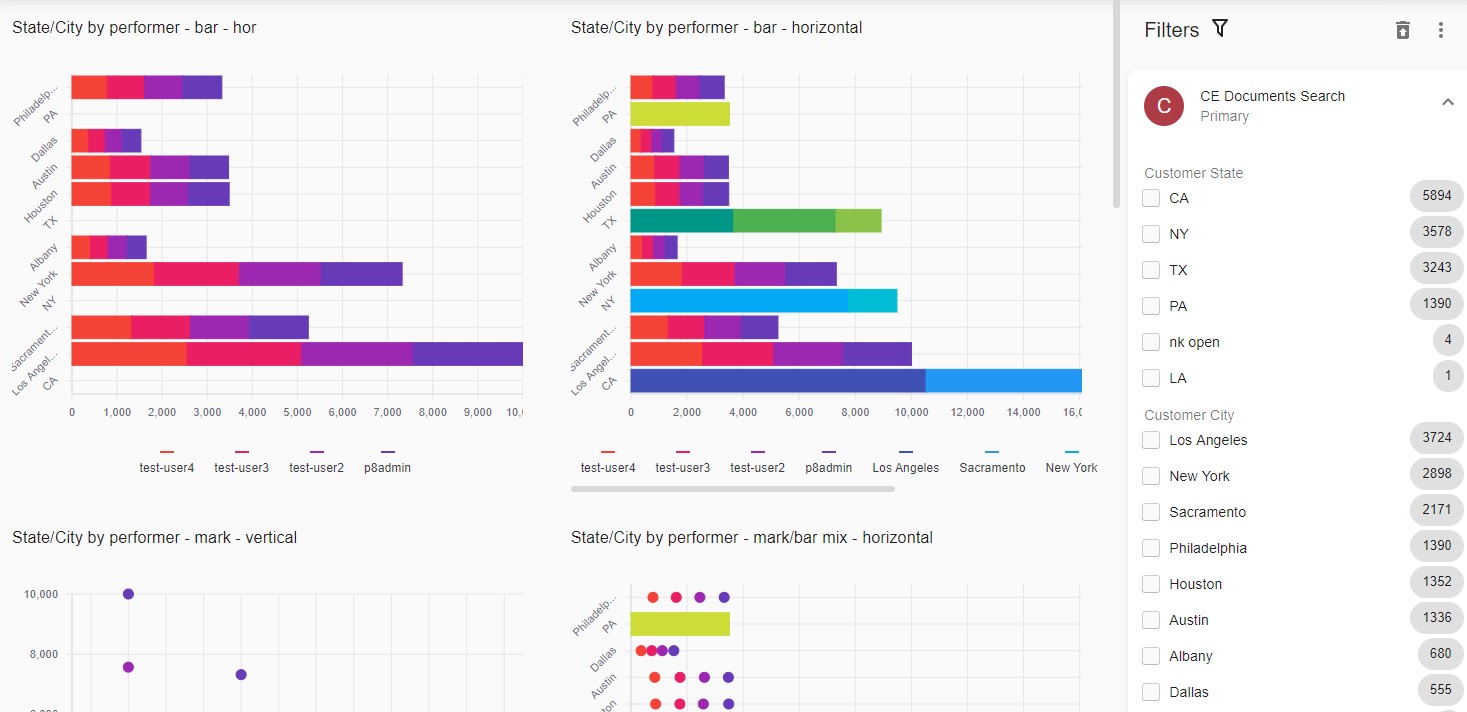 State/City by performer - bar - hor
Philadelp...
PA
Dallas
Austin
Houston
TX
Albany
New York
NY
Sacrament...
Los Angel...
CA
0 1,000 2,000 3,000 4,000 5,000 6,000 7,000 8,000 9,000 10,
test-user4 test-user3 test-user2 p8admin
State/City by performer - bar - horizontal
Philadelp...
PA
Dallas
Austin
Houston
TX
Albany
New York
NY
Sacrament...
Los Angel...
CA
0 2,000 4,000 6,000 8,000 10,000 12,000 14,000 16,0
test-user4 test-user3 test-user2 p8admin Los Angeles Sacramento New York
State/City by performer - mark - vertical
10,000
8,000
State/City by performer - mark/bar mix - horizontal
Philadelp...
PA
Dallas
Austin
Filters
C
CE Documents Search
Primary
Customer State
CA 5894
NY 3578
TX 3243
PA 1390
nk open 4
LA 1
Customer City
Los Angeles 3724
New York 2898
Sacramento 2171
Philadelphia 1390
Houston 1352
Austin 1336
Albany 680
Dallas 555